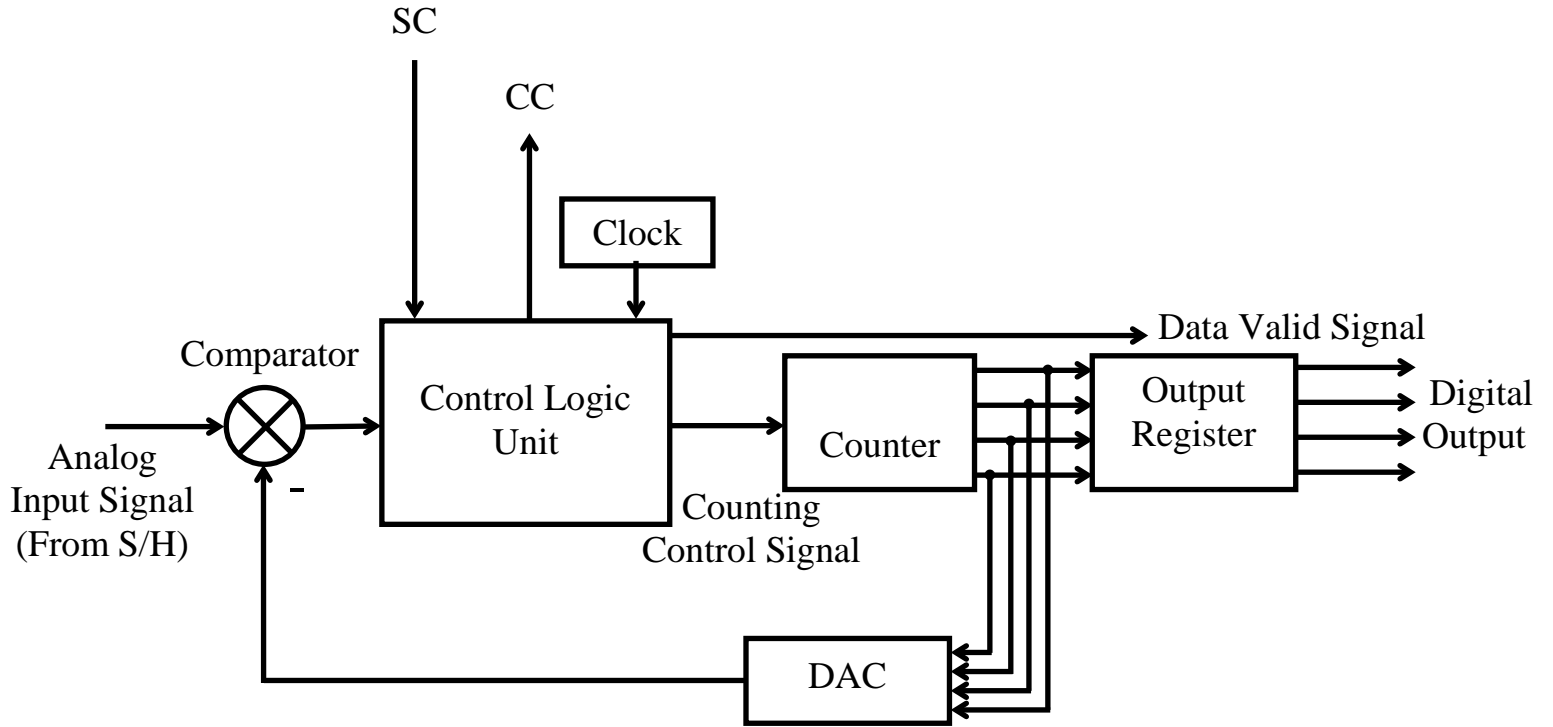 SC
CC
Clock
Data Valid Signal
Comparator
Control Logic
Unit
Counter
Output
Register
Digital
Output
Analog
Input Signal
(From S/H)
-
Counting
Control Signal
DAC